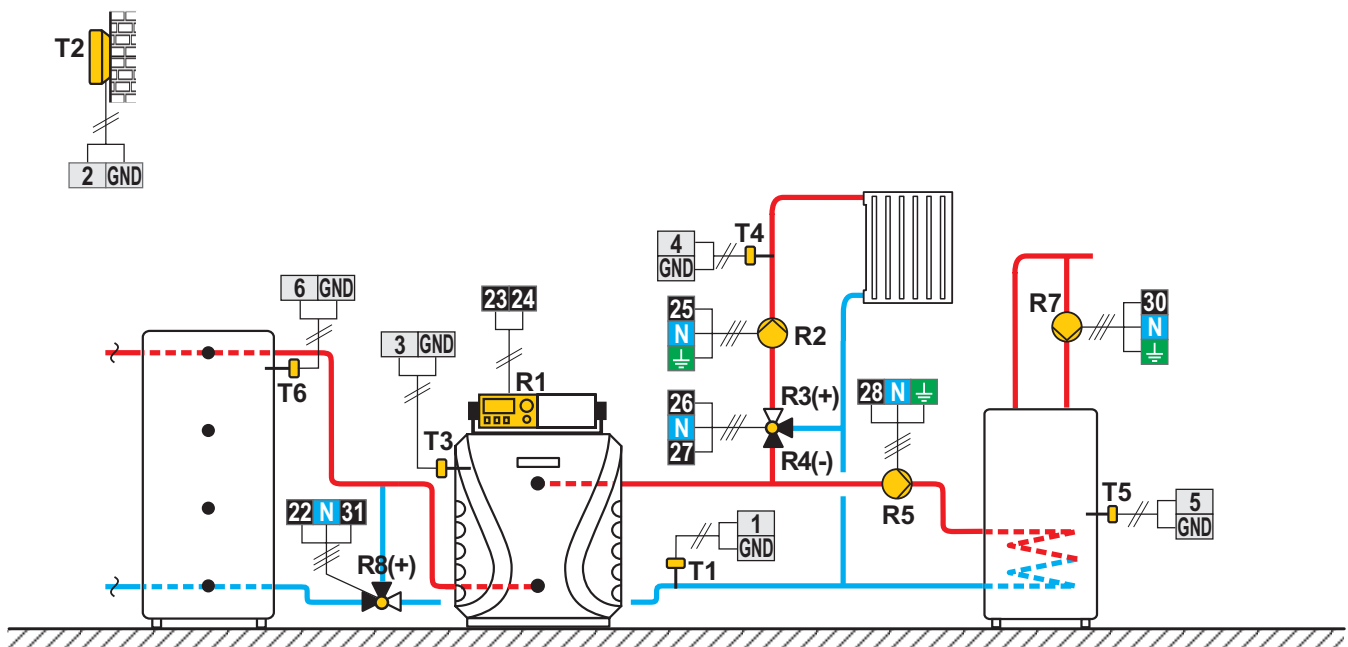 T2
2 GND
T4
4
GND
6 GND
23 24
25
N
R2
R7
30
N
3 GND
R1
T6
26
N
27
R3(+)
28 N
T3
R4(-)
T5
5
GND
22 N 31
R5
1
GND
R8(+)
T1